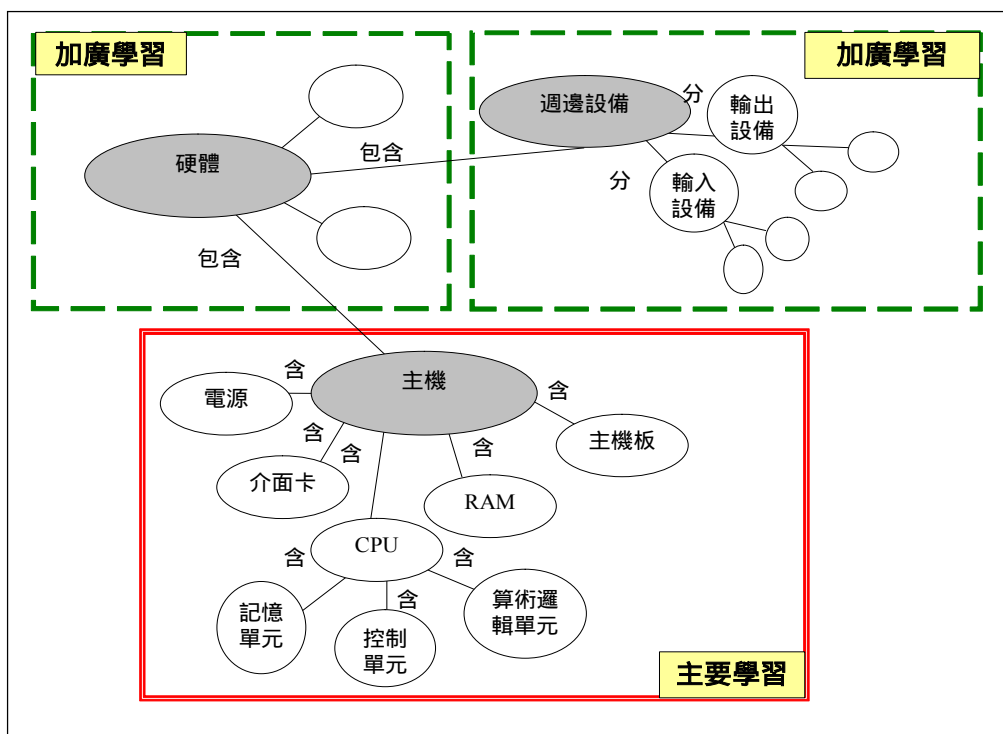 加廣學習
加廣學習
硬體
包含
週邊設備
分
輸出
設備
分
輸入
設備
包含
主機
含
電源
含
介面卡
含
含
RAM
含
主機板
CPU
含
記憶
單元
含
控制
單元
含
算術邏
輯單元
主要學習